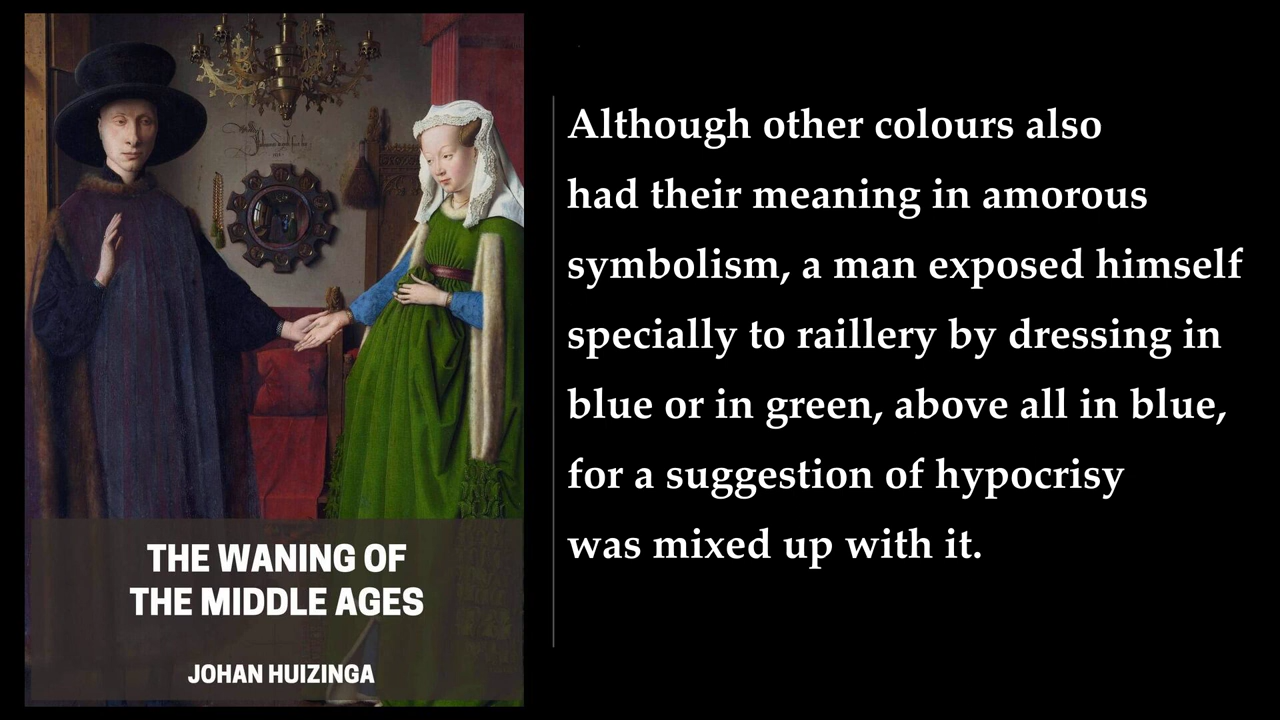 THE WANING OF
THE MIDDLE AGES
JOHAN HUIZINGA
Although other colours also
had their meaning in amorous
symbolism, a man exposed himself
specially to raillery by dressing in
blue or in green, above all in blue,
for a suggestion of hypocrisy
was mixed up with it.